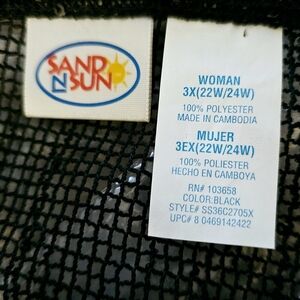 SAND
N
SUN
WOMAN
3X(22W/24W)
100% POLYESTER
MADE IN CAMBODIA
MUJER
3EX(22W/24W)
100% POLIESTER
HECHO EN CAMBOYA
RN# 103658
COLOR:BLACK
STYLE# SS36C2705X
UPC# 8 0469142422